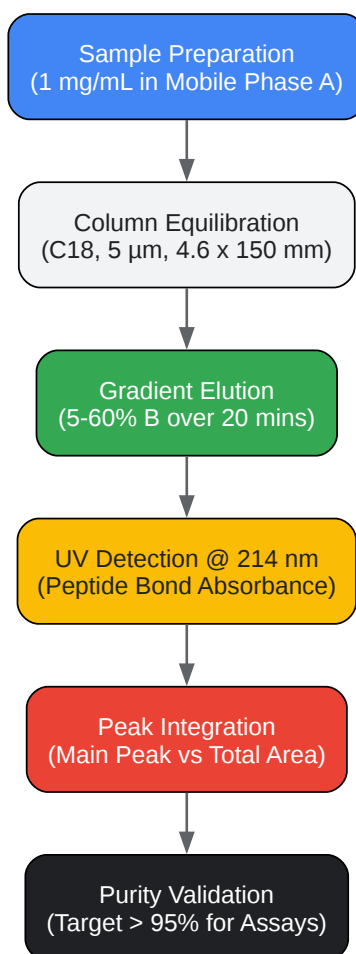 Sample Preparation
(1 mg/mL in Mobile Phase A)
Column Equilibration
(C18, 5 µm, 4.6 x 150 mm)
Gradient Elution
(5-60% B over 20 mins)
UV Detection @ 214 nm
(Peptide Bond Absorbance)
Peak Integration
(Main Peak vs Total Area)
Purity Validation
(Target > 95% for Assays)